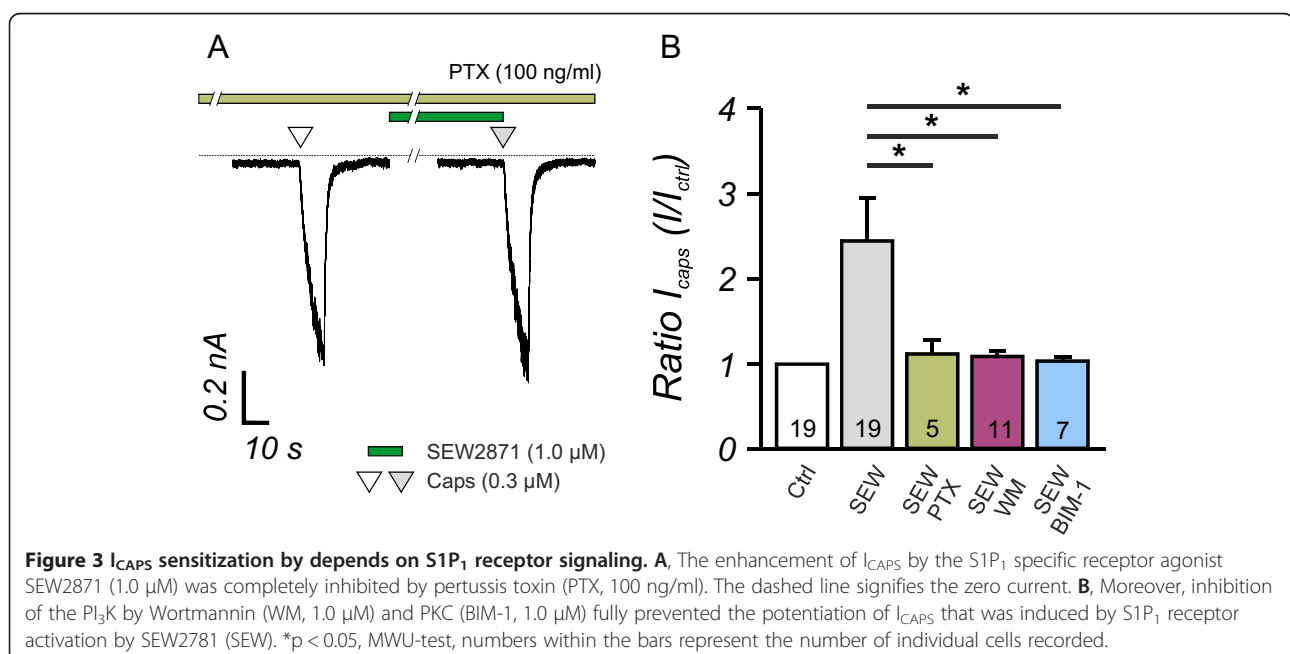 A
PTX (100 ng/ml)
0.2 nA
10 s
SEW2871 (1.0 µM)
Caps (0.3 µM)
B
Ratio I_caps (I/I_ctrl)
4
3
2
1
0
*
*
*
19
19
5
11
7
Ctrl
SEW
SEW PTX
SEW WM
SEW BIM-1
Figure 3 I_CAPS sensitization by depends on S1P₁ receptor signaling. A, The enhancement of I_CAPS by the S1P₁ specific receptor agonist
SEW2871 (1.0 µM) was completely inhibited by pertussis toxin (PTX, 100 ng/ml). The dashed line signifies the zero current. B, Moreover, inhibition
of the PI₃K by Wortmannin (WM, 1.0 µM) and PKC (BIM-1, 1.0 µM) fully prevented the potentiation of I_CAPS that was induced by S1P₁ receptor
activation by SEW2781 (SEW). *p < 0.05, MWU-test, numbers within the bars represent the number of individual cells recorded.